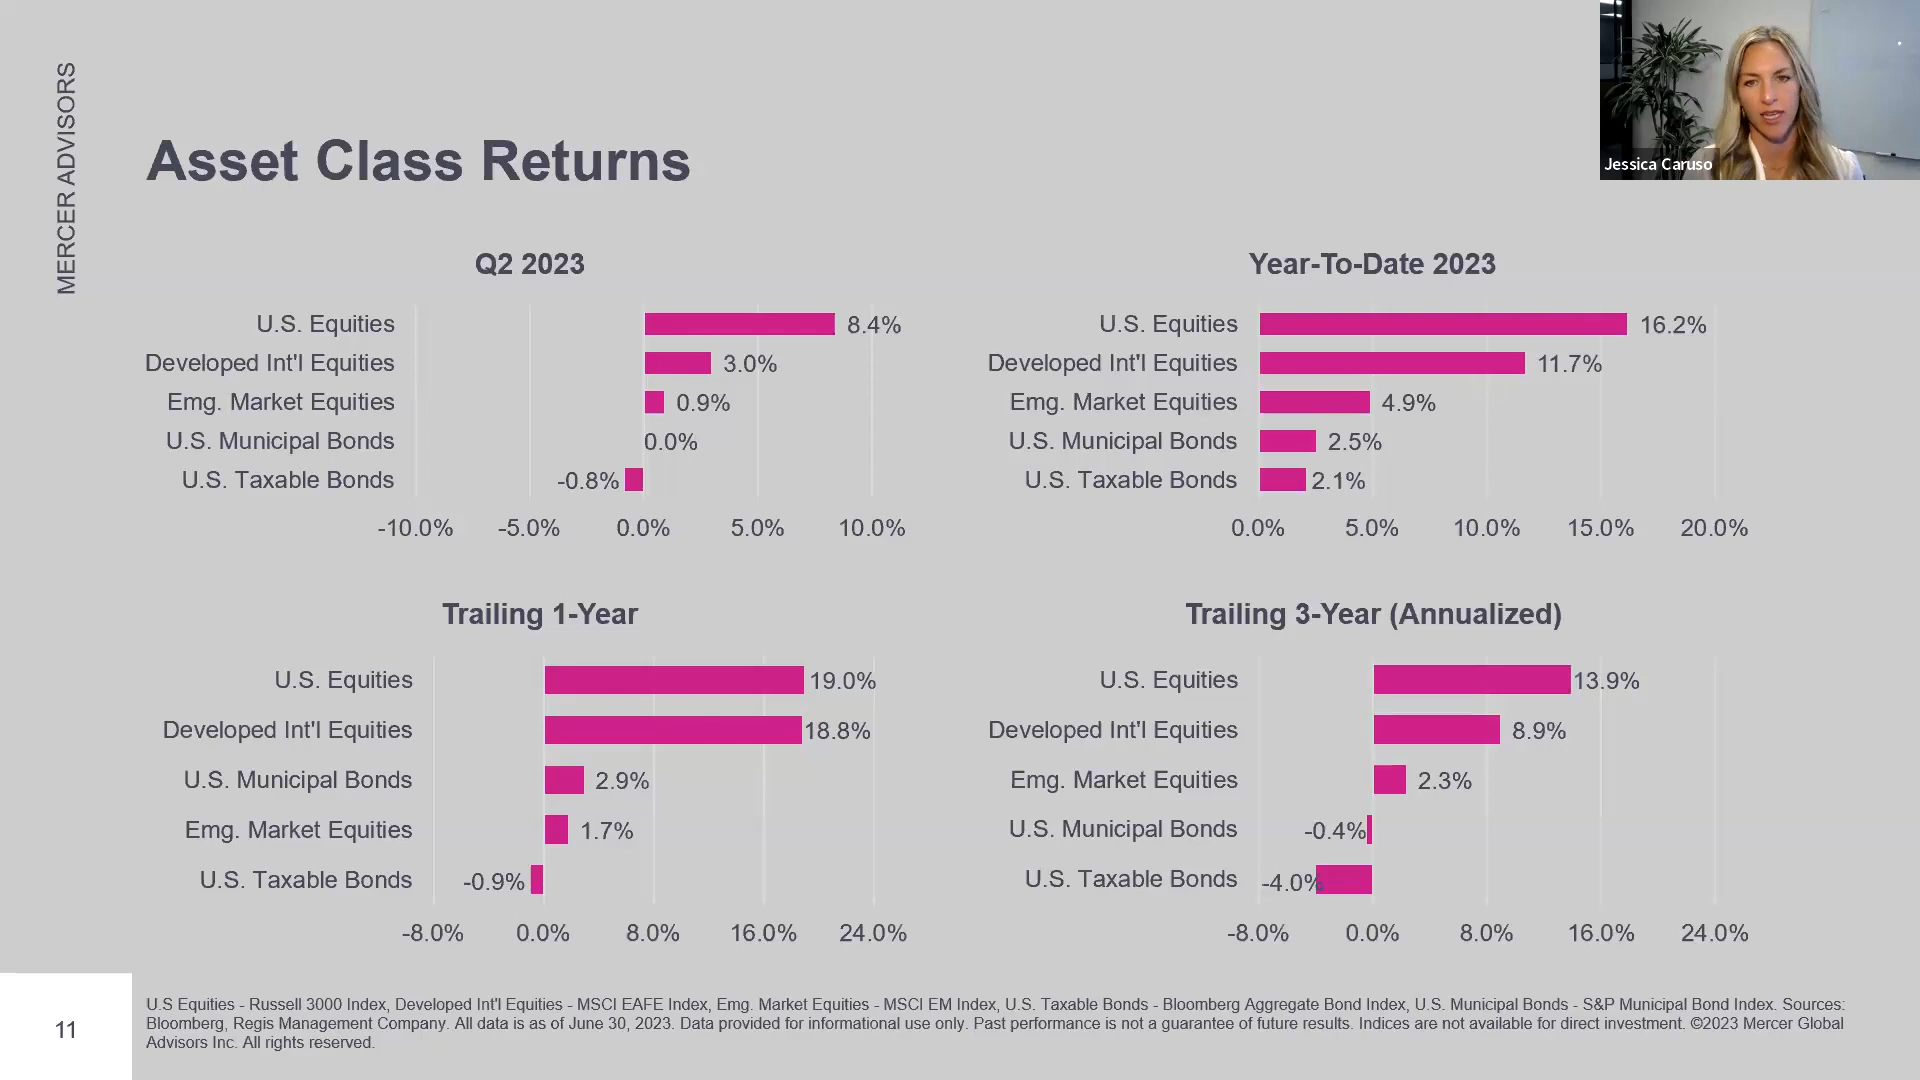 MERCER ADVISORS
Jessica Caruso
Asset Class Returns
Q2 2023
U.S. Equities 8.4%
Developed Int'l Equities 3.0%
Emg. Market Equities 0.9%
U.S. Municipal Bonds 0.0%
U.S. Taxable Bonds -0.8%
-10.0% -5.0% 0.0% 5.0% 10.0%
Year-To-Date 2023
U.S. Equities 16.2%
Developed Int'l Equities 11.7%
Emg. Market Equities 4.9%
U.S. Municipal Bonds 2.5%
U.S. Taxable Bonds 2.1%
0.0% 5.0% 10.0% 15.0% 20.0%
Trailing 1-Year
U.S. Equities 19.0%
Developed Int'l Equities 18.8%
U.S. Municipal Bonds 2.9%
Emg. Market Equities 1.7%
U.S. Taxable Bonds -0.9%
-8.0% 0.0% 8.0% 16.0% 24.0%
Trailing 3-Year (Annualized)
U.S. Equities 13.9%
Developed Int'l Equities 8.9%
Emg. Market Equities 2.3%
U.S. Municipal Bonds -0.4%
U.S. Taxable Bonds -4.0%
-8.0% 0.0% 8.0% 16.0% 24.0%
11
U.S Equities - Russell 3000 Index, Developed Int'l Equities - MSCI EAFE Index, Emg. Market Equities - MSCI EM Index, U.S. Taxable Bonds - Bloomberg Aggregate Bond Index, U.S. Municipal Bonds - S&P Municipal Bond Index. Sources:
Bloomberg, Regis Management Company. All data is as of June 30, 2023. Data provided for informational use only. Past performance is not a guarantee of future results. Indices are not available for direct investment. ©2023 Mercer Global
Advisors Inc. All rights reserved.